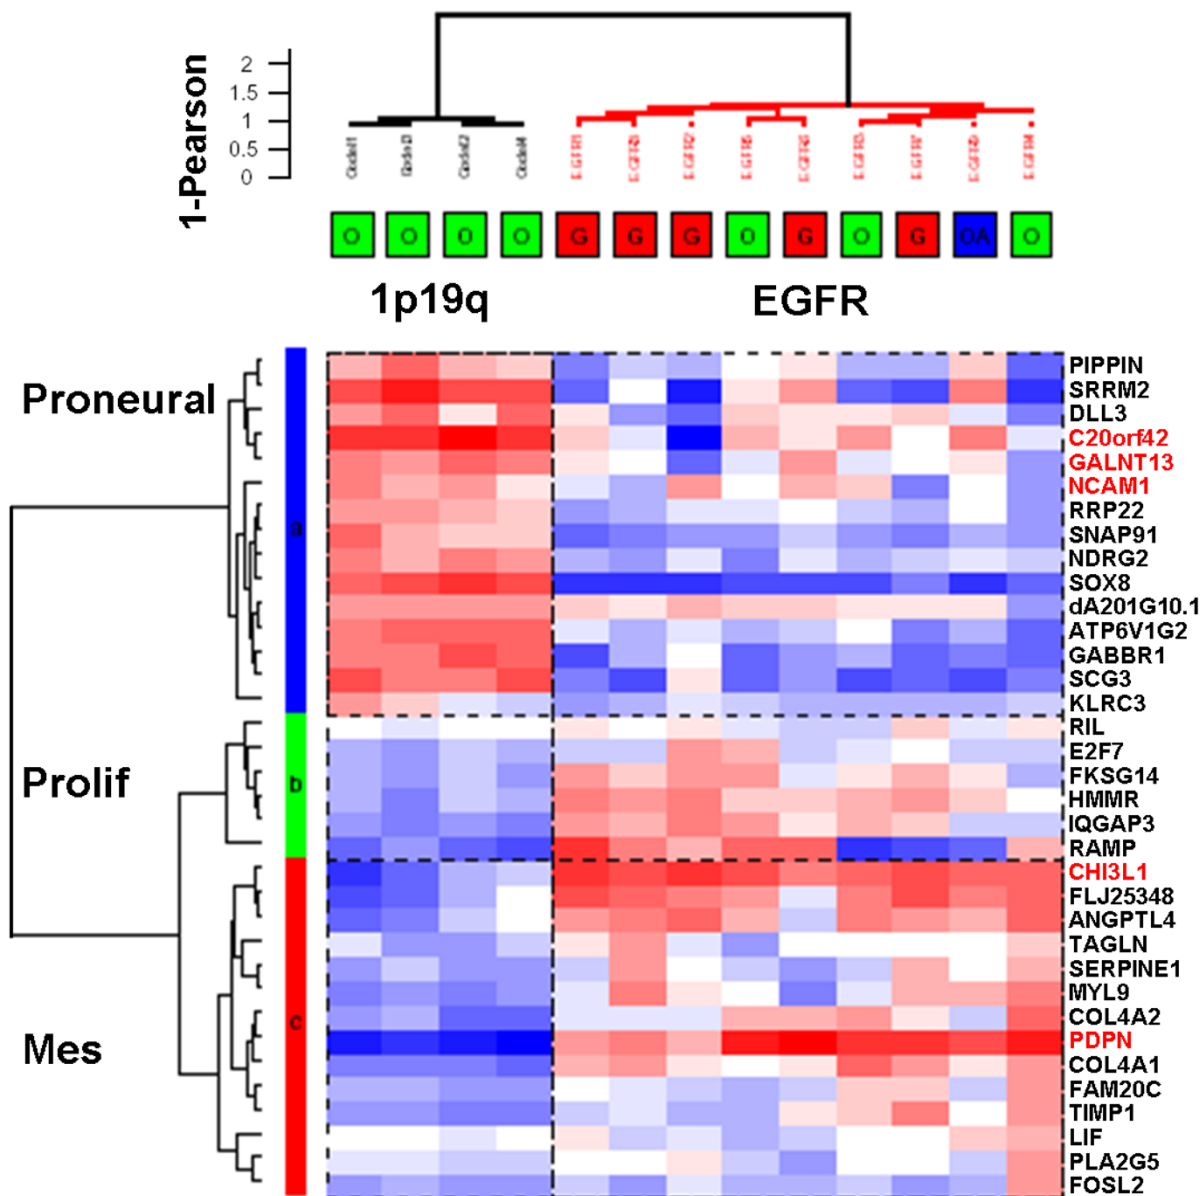 1-Pearson
2
1.5
1
0.5
0
O O O O G G G O G O G OA O
1p19q EGFR
Proneural
Prolif
Mes
a
b
c
PIPPIN
SRRM2
DLL3
C20orf42
GALNT13
NCAM1
RRP22
SNAP91
NDRG2
SOX8
dA201G10.1
ATP6V1G2
GABBR1
SCG3
KLRC3
RIL
E2F7
FKSG14
HMMR
IQGAP3
RAMP
CHI3L1
FLJ25348
ANGPTL4
TAGLN
SERPINE1
MYL9
COL4A2
PDPN
COL4A1
FAM20C
TIMP1
LIF
PLA2G5
FOSL2